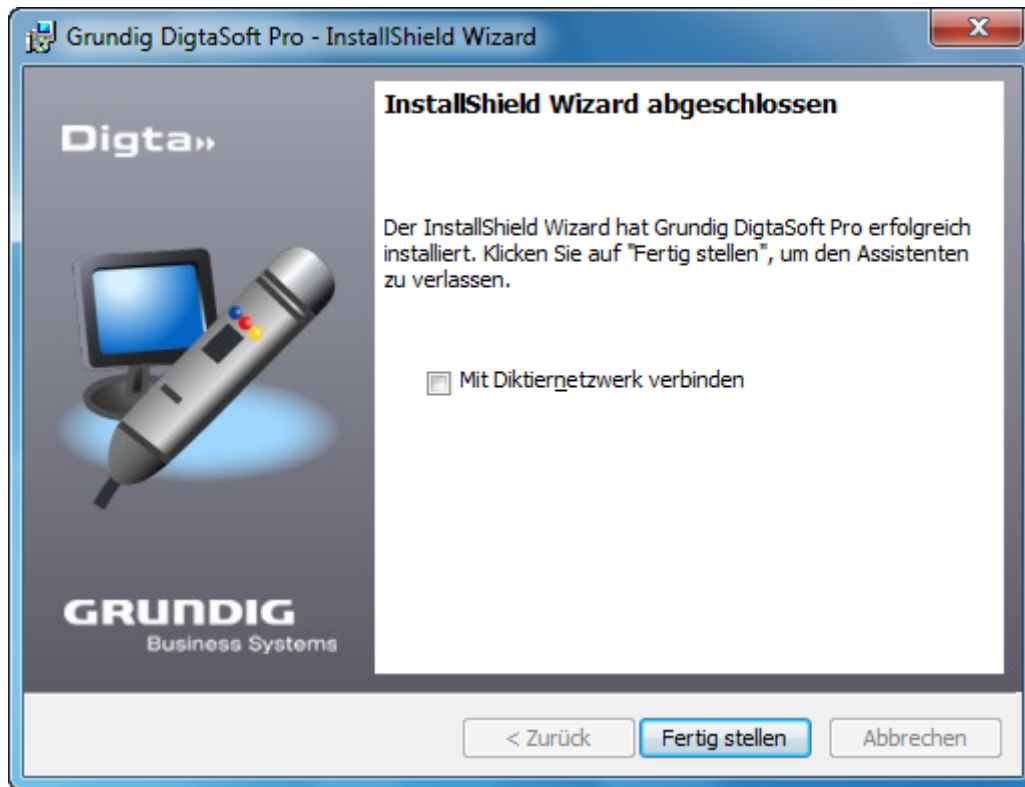 Grundig DigtaSoft Pro - InstallShield Wizard
Digta»
InstallShield Wizard abgeschlossen
Der InstallShield Wizard hat Grundig DigtaSoft Pro erfolgreich
installiert. Klicken Sie auf "Fertig stellen", um den Assistenten
zu verlassen.
Mit Diktiernetzwerk verbinden
GRUNDIG
Business Systems
< Zurück
Fertig stellen
Abbrechen